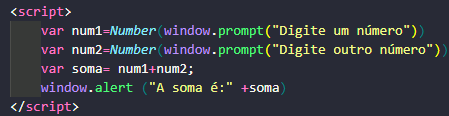 <script>
var num1=Number(window.prompt("Digite um número"))
var num2=Number(window.prompt("Digite outro número"))
var soma= num1+num2;
window.alert ("A soma é:" +soma)
</script>